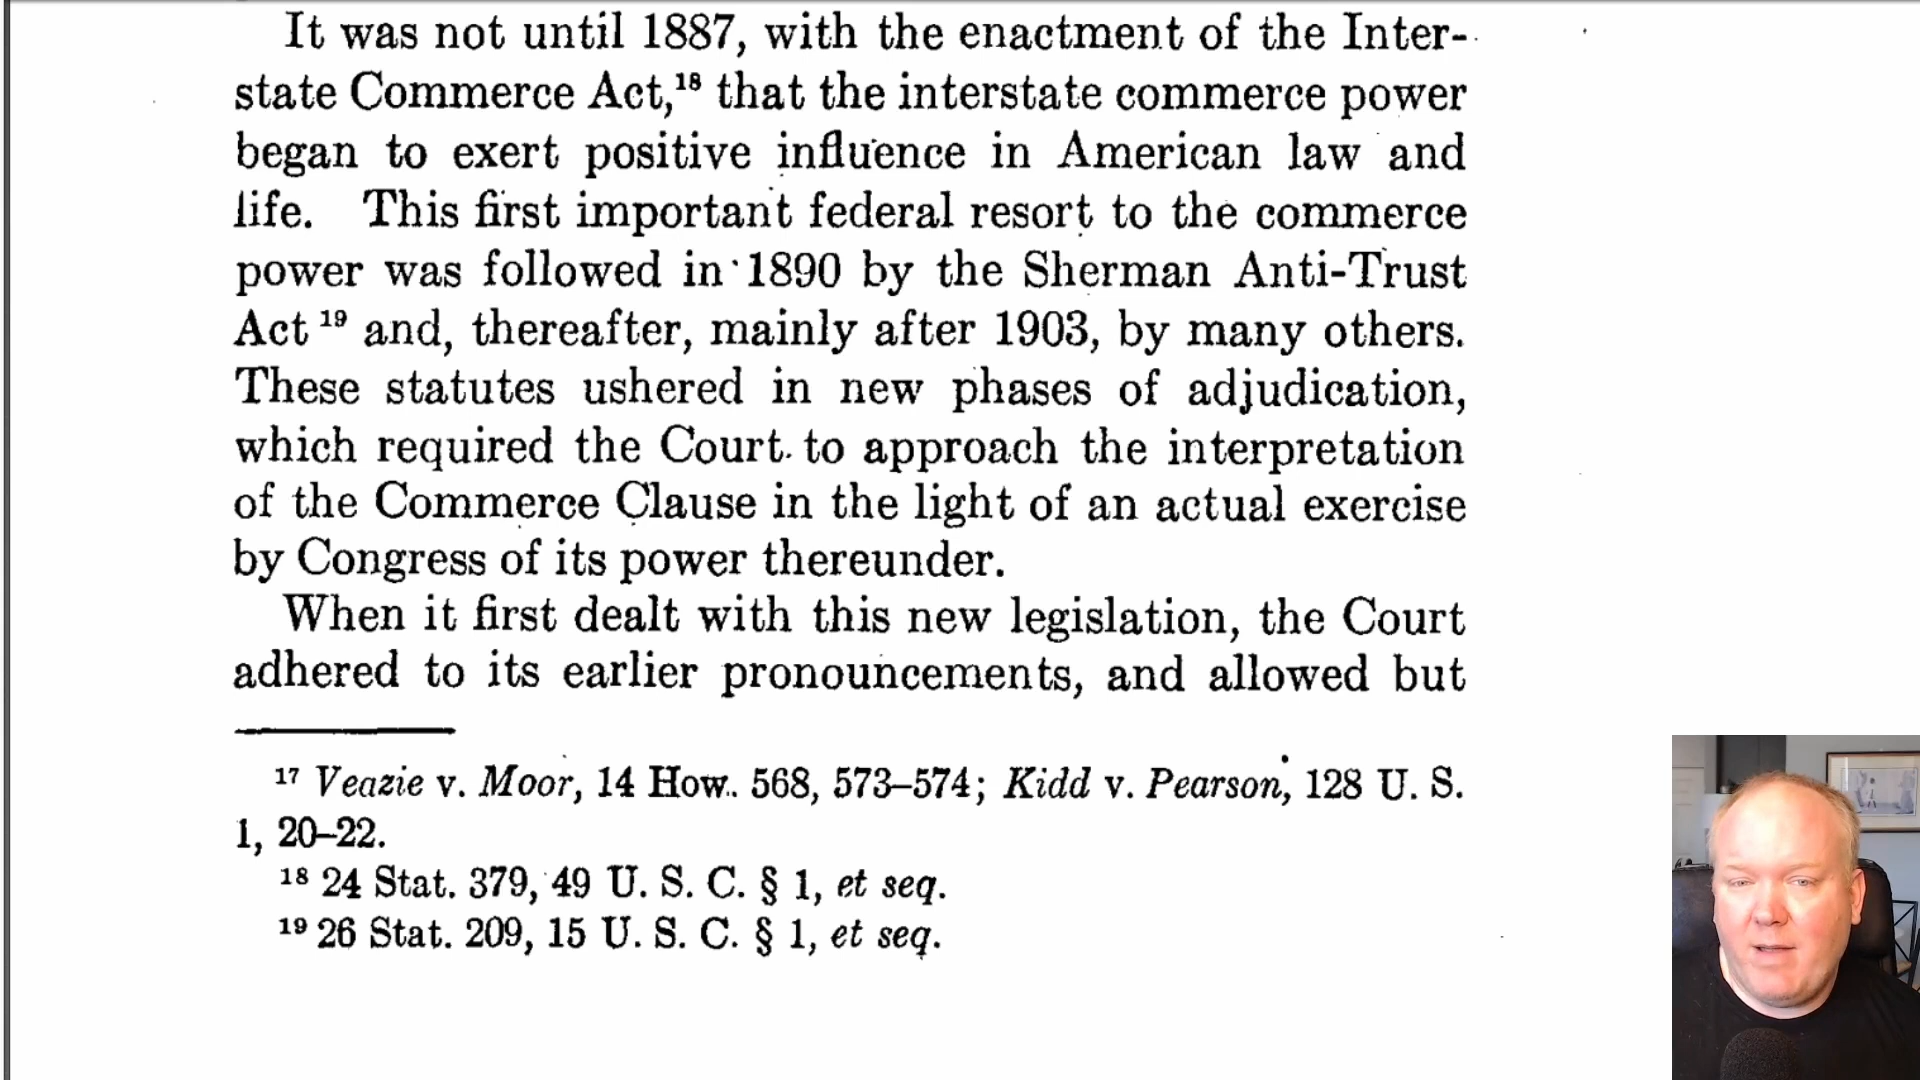 It was not until 1887, with the enactment of the Inter-
state Commerce Act,¹⁸ that the interstate commerce power
began to exert positive influence in American law and
life. This first important federal resort to the commerce
power was followed in 1890 by the Sherman Anti-Trust
Act ¹⁹ and, thereafter, mainly after 1903, by many others.
These statutes ushered in new phases of adjudication,
which required the Court to approach the interpretation
of the Commerce Clause in the light of an actual exercise
by Congress of its power thereunder.
When it first dealt with this new legislation, the Court
adhered to its earlier pronouncements, and allowed but
¹⁷ Veazie v. Moor, 14 How. 568, 573–574; Kidd v. Pearson, 128 U. S.
1, 20–22.
¹⁸ 24 Stat. 379, 49 U. S. C. § 1, et seq.
¹⁹ 26 Stat. 209, 15 U. S. C. § 1, et seq.